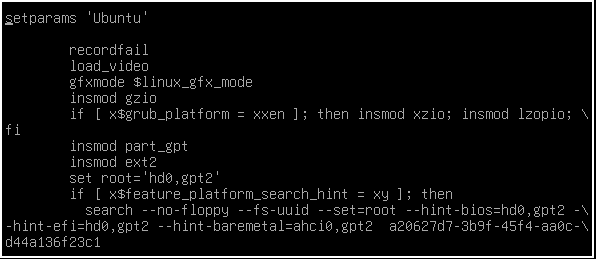 setparams 'Ubuntu'
recordfail
load_video
gfxmode $linux_gfx_mode
insmod gzio
if [ x$grub_platform = xxen ]; then insmod xzio; insmod lzopio; \
fi
insmod part_gpt
insmod ext2
set root='hd0,gpt2'
if [ x$feature_platform_search_hint = xy ]; then
search --no-floppy --fs-uuid --set=root --hint-bios=hd0,gpt2 -\
-hint-efi=hd0,gpt2 --hint-baremetal=ahci0,gpt2  a20627d7-3b9f-45f4-aa0c-\
d44a136f23c1